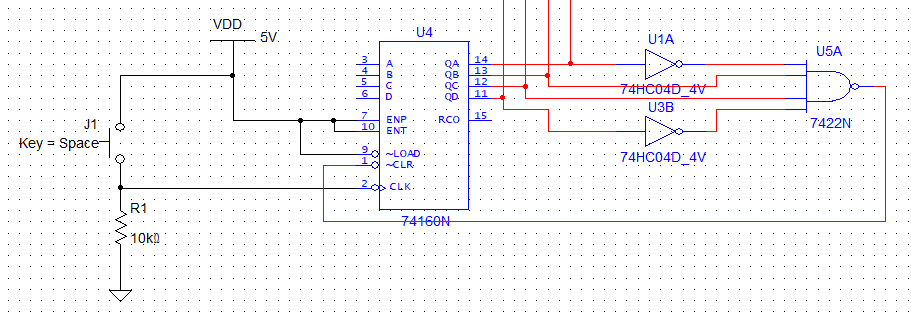 VDD
5V
J1
Key = Space
R1
10kΩ
U4
3 A QA 14
4 B QB 13
5 C QC 12
6 D QD 11
7 ENP RCO 15
10 ENT
9 ~LOAD
1 ~CLR
2 CLK
74160N
U1A
74HC04D_4V
U3B
74HC04D_4V
U5A
7422N